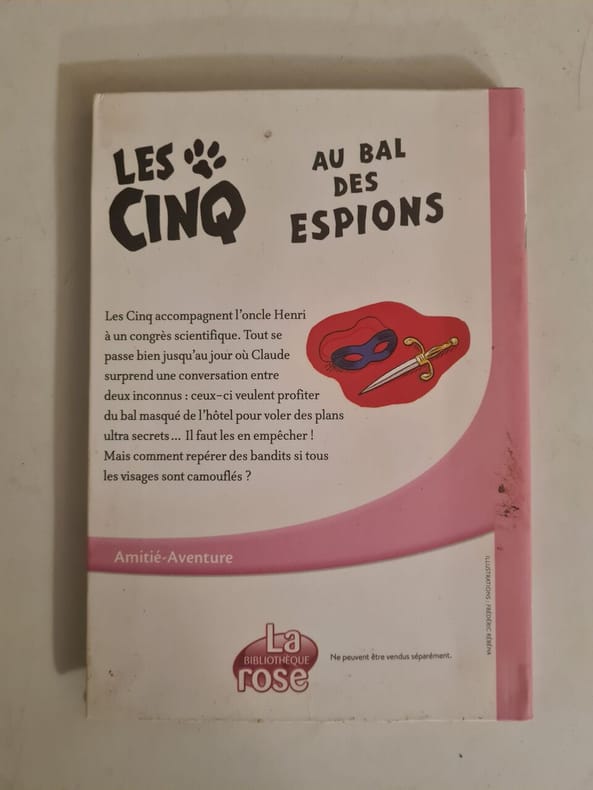 LES
CINQ
AU BAL
DES
ESPIONS
Les Cinq accompagnent l'oncle Henri
à un congrès scientifique. Tout se
passe bien jusqu'au jour où Claude
surprend une conversation entre
deux inconnus : ceux-ci veulent profiter
du bal masqué de l'hôtel pour voler des plans
ultra secrets... Il faut les en empêcher !
Mais comment repérer des bandits si tous
les visages sont camouflés ?
Amitié-Aventure
ILLUSTRATIONS : FRÉDÉRIC RÉBÉNA
La
BIBLIOTHÈQUE
rose
Ne peuvent être vendus séparément.